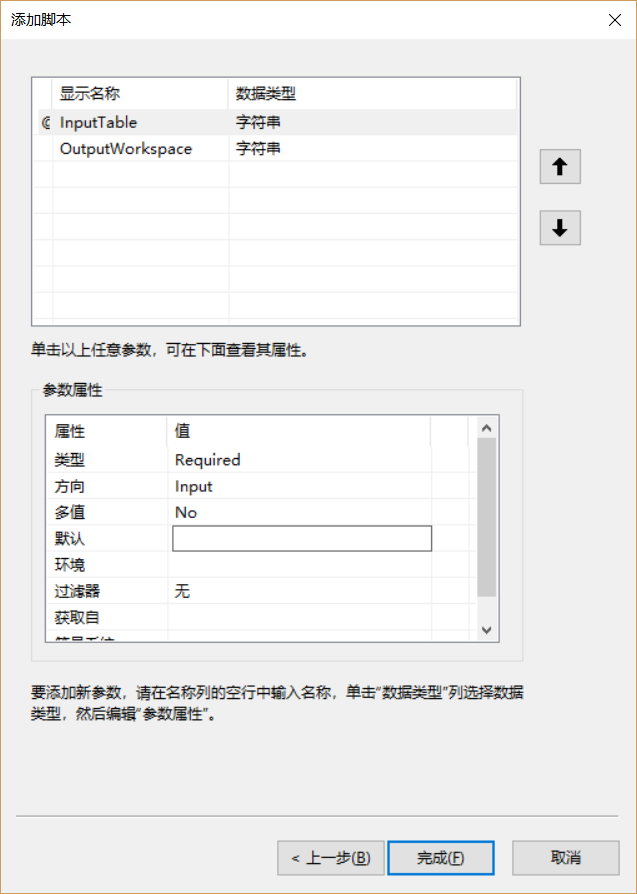 添加脚本
显示名称 数据类型
InputTable 字符串
OutputWorkspace 字符串
单击以上任意参数，可在下面查看其属性。
参数属性
属性 值
类型 Required
方向 Input
多值 No
默认
环境
过滤器 无
获取自
要添加新参数，请在名称列的空行中输入名称，单击“数据类型”列选择数据
类型，然后编辑“参数属性”。
< 上一步(B) 完成(F) 取消